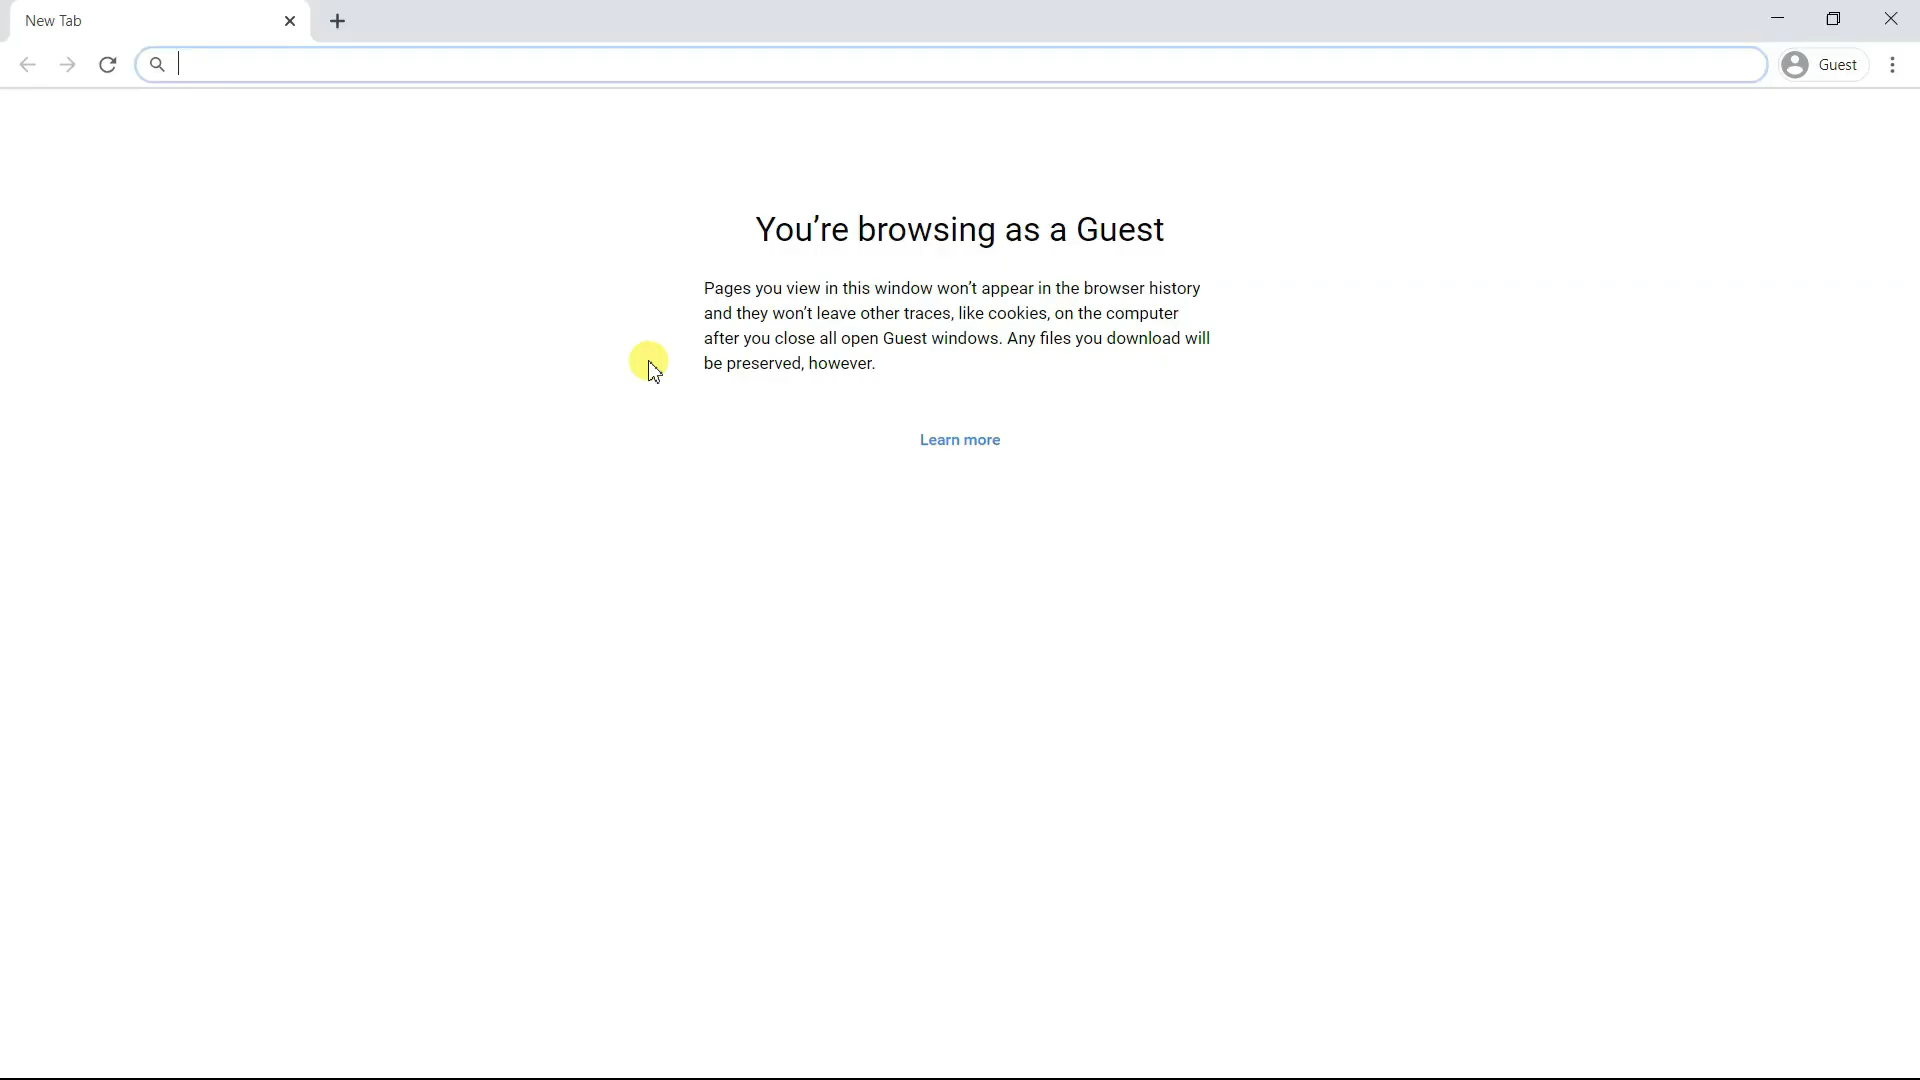 New Tab
Guest
You’re browsing as a Guest
Pages you view in this window won’t appear in the browser history
and they won’t leave other traces, like cookies, on the computer
after you close all open Guest windows. Any files you download will
be preserved, however.
Learn more